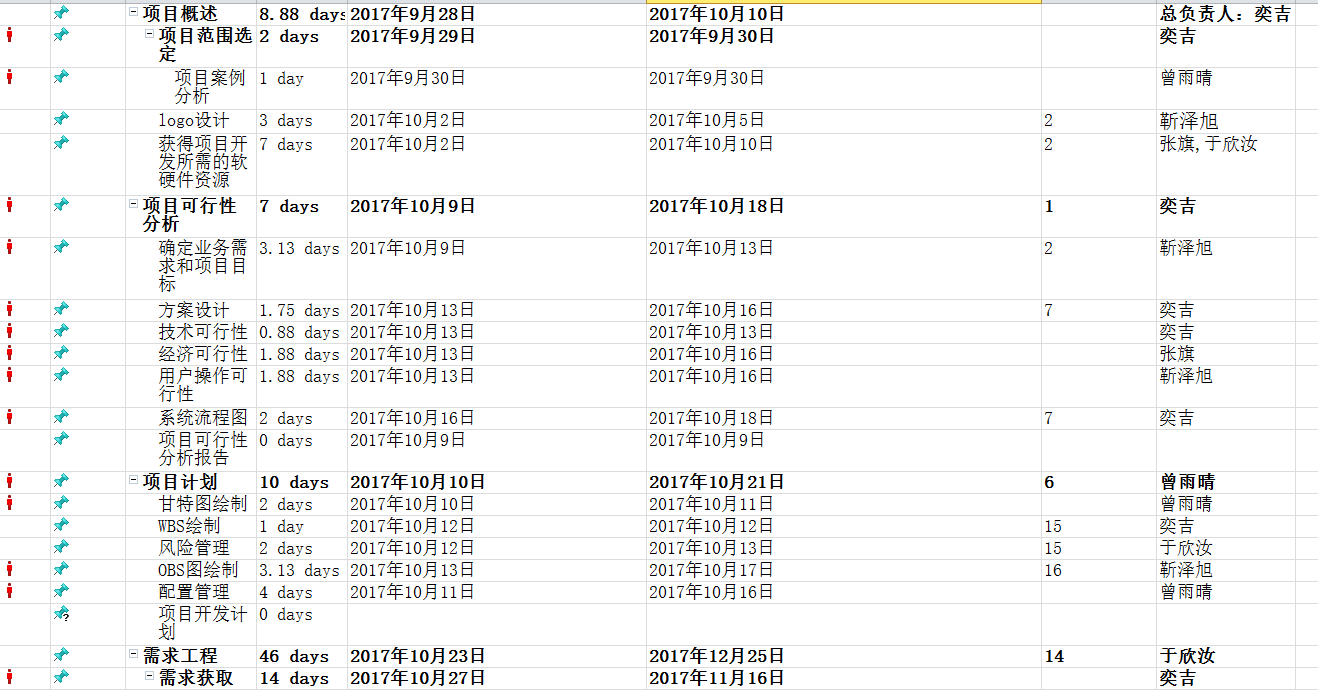 项目概述 8.88 days 2017年9月28日 2017年10月10日 总负责人：奕吉
项目范围选 2 days 2017年9月29日 2017年9月30日 奕吉
定
项目案例 1 day 2017年9月30日 2017年9月30日 曾雨晴
分析
logo设计 3 days 2017年10月2日 2017年10月5日 2 靳泽旭
获得项目开 7 days 2017年10月2日 2017年10月10日 2 张旗,于欣汝
发所需的软
硬件资源
项目可行性 7 days 2017年10月9日 2017年10月18日 1 奕吉
分析
确定业务需 3.13 days 2017年10月9日 2017年10月13日 2 靳泽旭
求和项目目
标
方案设计 1.75 days 2017年10月13日 2017年10月16日 7 奕吉
技术可行性 0.88 days 2017年10月13日 2017年10月13日 奕吉
经济可行性 1.88 days 2017年10月13日 2017年10月16日 张旗
用户操作可 1.88 days 2017年10月13日 2017年10月16日 靳泽旭
行性
系统流程图 2 days 2017年10月16日 2017年10月18日 7 奕吉
项目可行性 0 days 2017年10月9日 2017年10月9日
分析报告
项目计划 10 days 2017年10月10日 2017年10月21日 6 曾雨晴
甘特图绘制 2 days 2017年10月10日 2017年10月11日 曾雨晴
WBS绘制 1 day 2017年10月12日 2017年10月12日 15 奕吉
风险管理 2 days 2017年10月12日 2017年10月13日 15 于欣汝
OBS图绘制 3.13 days 2017年10月13日 2017年10月17日 16 靳泽旭
配置管理 4 days 2017年10月11日 2017年10月16日 曾雨晴
项目开发计 0 days
划
需求工程 46 days 2017年10月23日 2017年12月25日 14 于欣汝
需求获取 14 days 2017年10月27日 2017年11月16日 奕吉